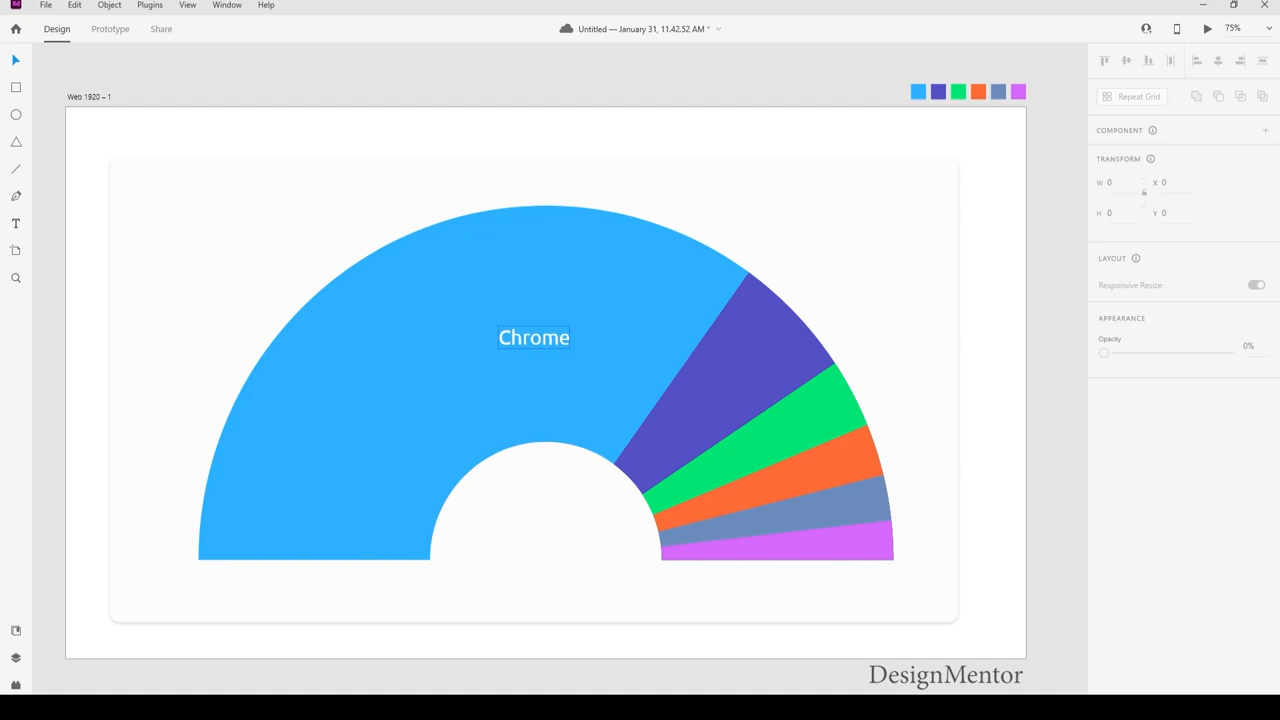 Xd File Edit Object Plugins View Window Help
Design Prototype Share Untitled — January 31, 11.42.52 AM * 75%
Web 1920 – 1
Repeat Grid
COMPONENT
TRANSFORM
W 0 X 0
H 0 Y 0
LAYOUT
Responsive Resize
APPEARANCE
Opacity
0%
Chrome
T
DesignMentor